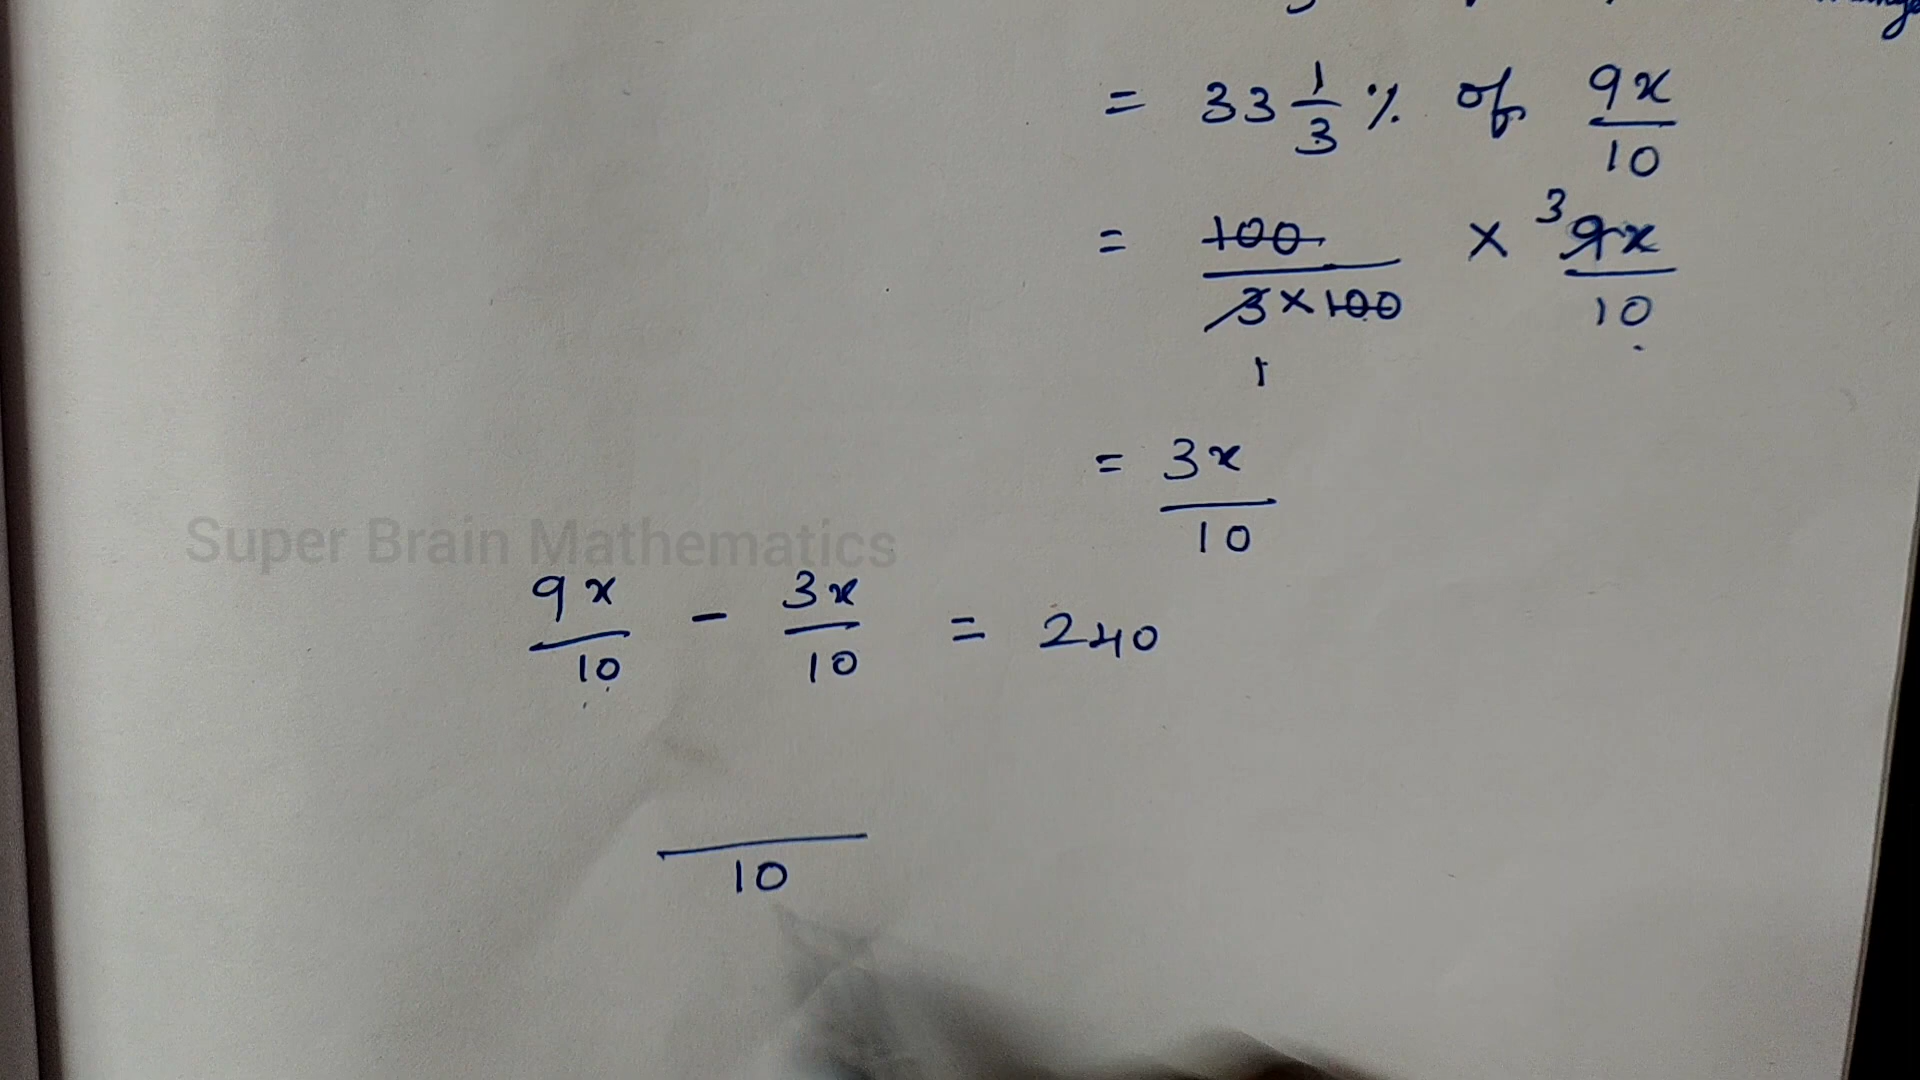 = 33 1/3 % of 9x/10
= 100/(3×100) × 3 9x/10
1
= 3x/10
Super Brain Mathematics
9x/10 - 3x/10 = 240
/10